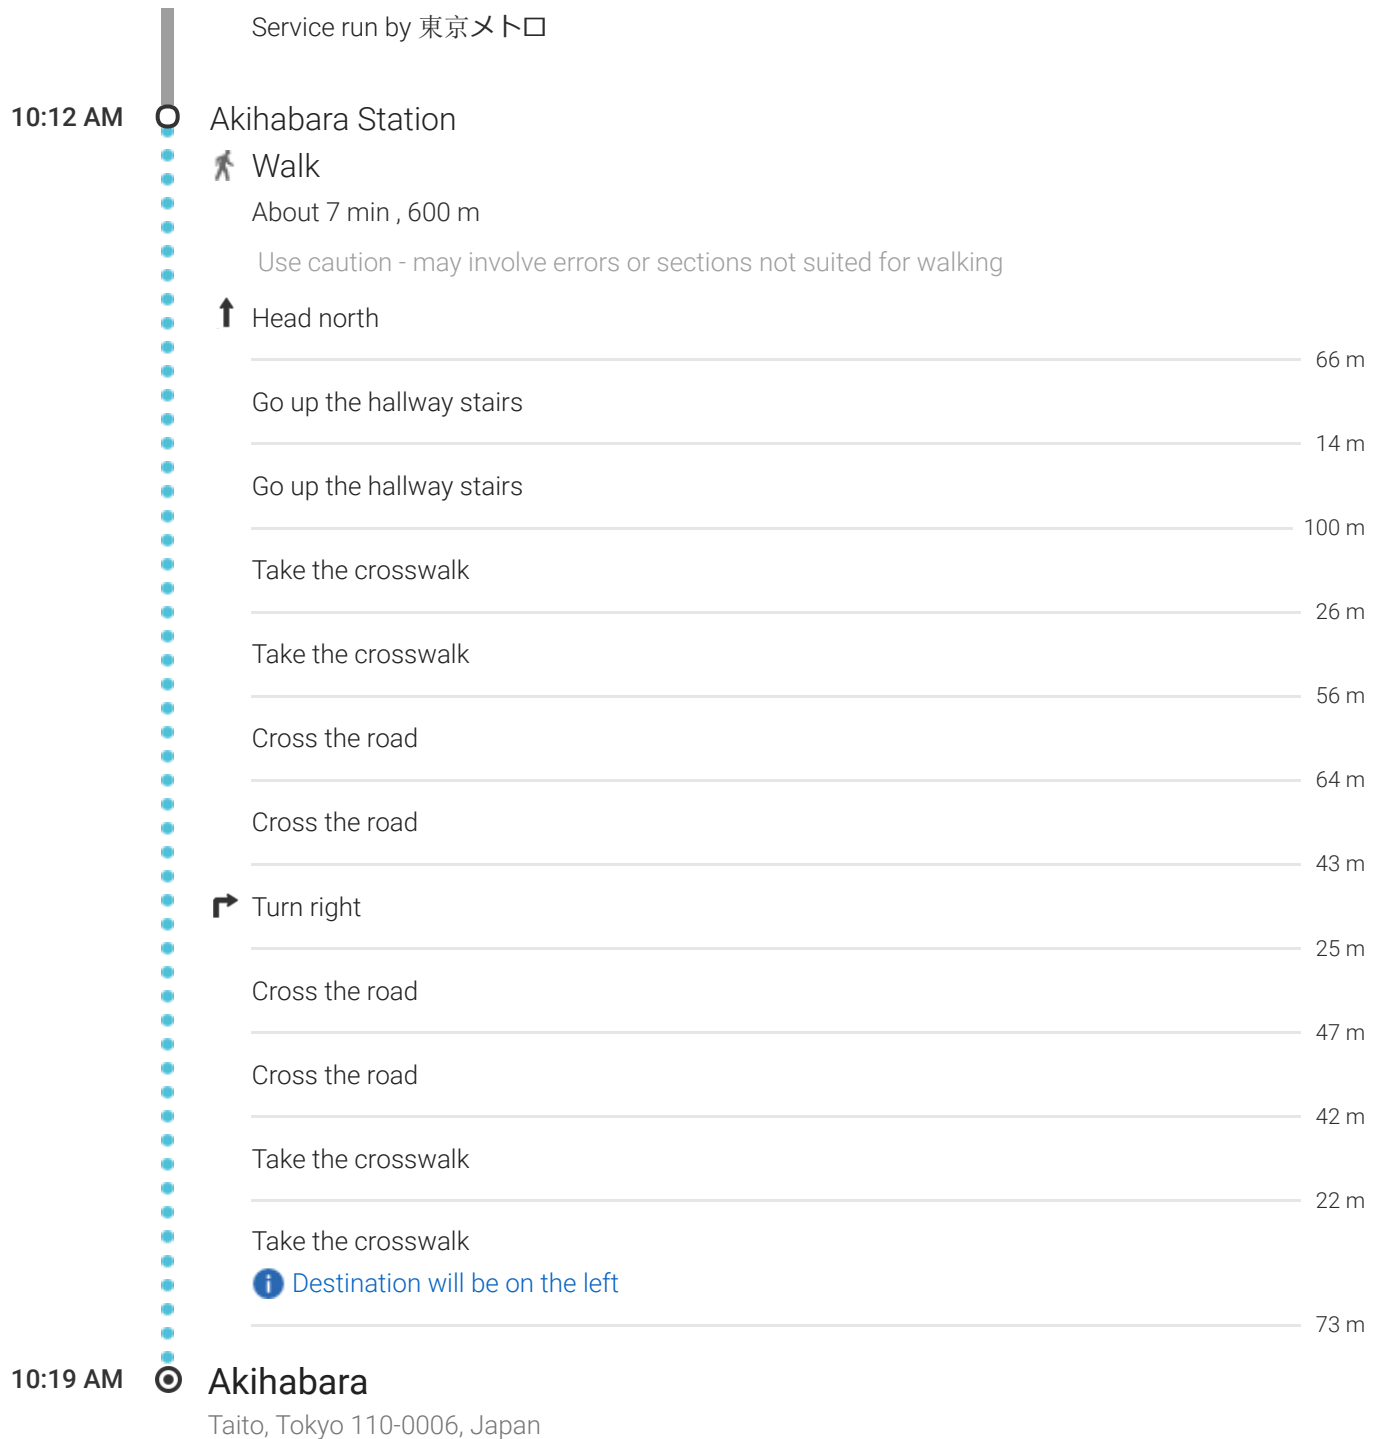 Service run by 東京メトロ
10:12 AM
Akihabara Station
Walk
About 7 min , 600 m
Use caution - may involve errors or sections not suited for walking
Head north
66 m
Go up the hallway stairs
14 m
Go up the hallway stairs
100 m
Take the crosswalk
26 m
Take the crosswalk
56 m
Cross the road
64 m
Cross the road
43 m
Turn right
25 m
Cross the road
47 m
Cross the road
42 m
Take the crosswalk
22 m
Take the crosswalk
Destination will be on the left
73 m
10:19 AM
Akihabara
Taito, Tokyo 110-0006, Japan